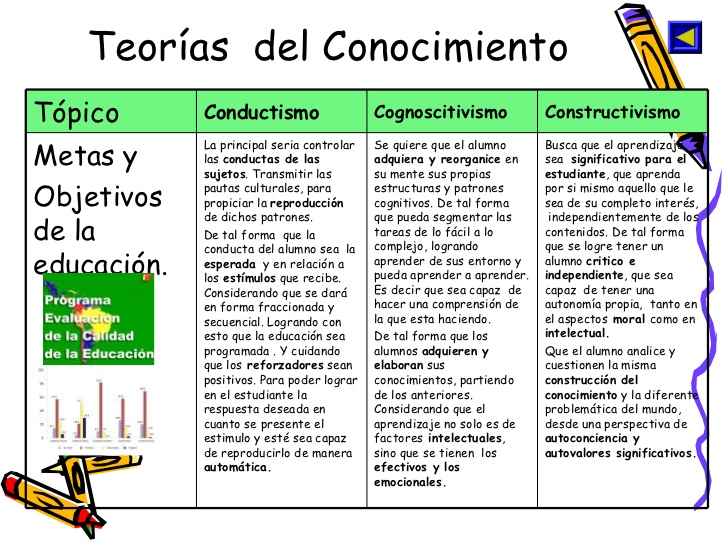 Teorías del Conocimiento
Tópico
Conductismo
Cognoscitivismo
Constructivismo
Metas y
Objetivos
de la
educación.
Programa
Evaluación
de la Calidad
de la Educación
La principal seria controlar
las conductas de las
sujetos. Transmitir las
pautas culturales, para
propiciar la reproducción
de dichos patrones.
De tal forma que la
conducta del alumno sea la
esperada y en relación a
los estímulos que recibe.
Considerando que se dará
en forma fraccionada y
secuencial. Logrando con
esto que la educación sea
programada . Y cuidando
que los reforzadores sean
positivos. Para poder lograr
en el estudiante la
respuesta deseada en
cuanto se presente el
estimulo y esté sea capaz
de reproducirlo de manera
automática.
Se quiere que el alumno
adquiera y reorganice en
su mente sus propias
estructuras y patrones
cognitivos. De tal forma
que pueda segmentar las
tareas de lo fácil a lo
complejo, logrando
aprender de sus entorno y
pueda aprender a aprender.
Es decir que sea capaz de
hacer una comprensión de
la que esta haciendo.
De tal forma que los
alumnos adquieren y
elaboran sus
conocimientos, partiendo
de los anteriores.
Considerando que el
aprendizaje no solo es de
factores intelectuales,
sino que se tienen los
efectivos y los
emocionales.
Busca que el aprendizaje
sea significativo para el
estudiante, que aprenda
por si mismo aquello que le
sea de su completo interés,
independientemente de los
contenidos. De tal forma
que se logre tener un
alumno critico e
independiente, que sea
capaz de tener una
autonomía propia, tanto en
el aspectos moral como en
intelectual.
Que el alumno analice y
cuestionen la misma
construcción del
conocimiento y la diferente
problemática del mundo,
desde una perspectiva de
autoconciencia y
autovalores significativos.